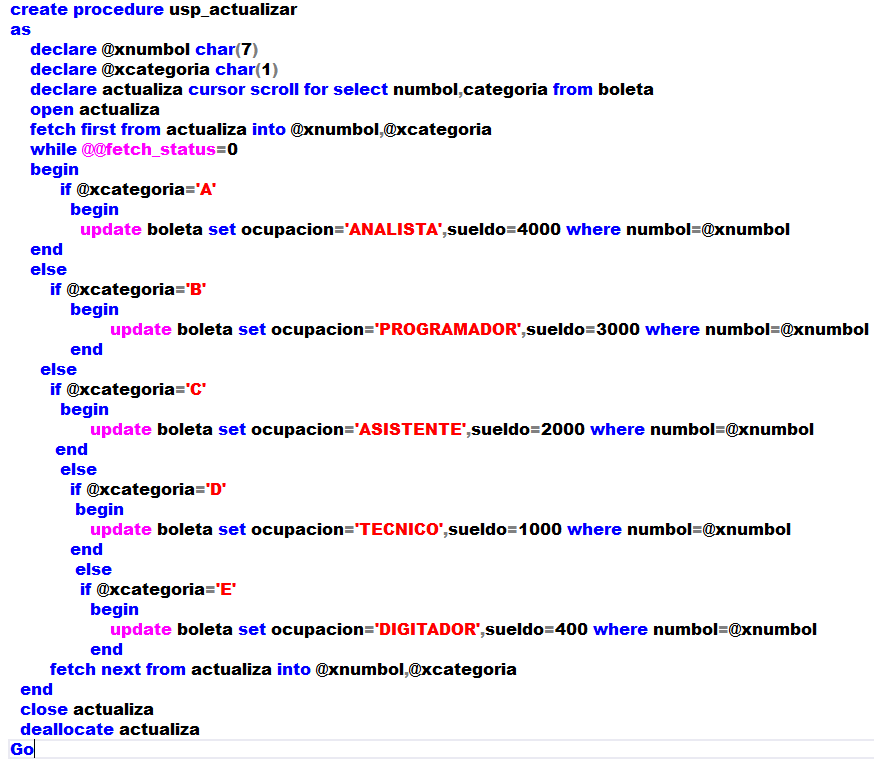 create procedure usp_actualizar
as
declare @xnumbol char(7)
declare @xcategoria char(1)
declare actualiza cursor scroll for select numbol,categoria from boleta
open actualiza
fetch first from actualiza into @xnumbol,@xcategoria
while @@fetch_status=0
begin
if @xcategoria='A'
begin
update boleta set ocupacion='ANALISTA',sueldo=4000 where numbol=@xnumbol
end
else
if @xcategoria='B'
begin
update boleta set ocupacion='PROGRAMADOR',sueldo=3000 where numbol=@xnumbol
end
else
if @xcategoria='C'
begin
update boleta set ocupacion='ASISTENTE',sueldo=2000 where numbol=@xnumbol
end
else
if @xcategoria='D'
begin
update boleta set ocupacion='TECNICO',sueldo=1000 where numbol=@xnumbol
end
else
if @xcategoria='E'
begin
update boleta set ocupacion='DIGITADOR',sueldo=400 where numbol=@xnumbol
end
fetch next from actualiza into @xnumbol,@xcategoria
end
close actualiza
deallocate actualiza
Go